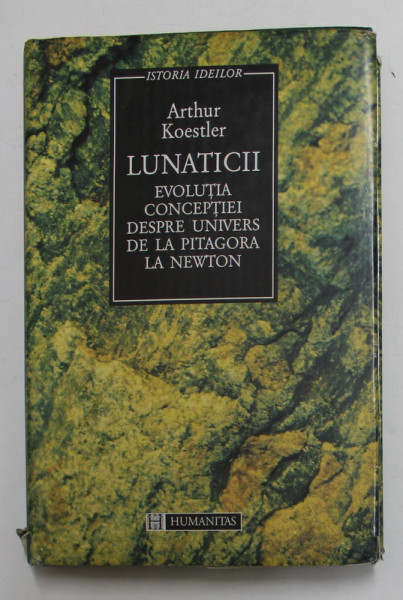 ISTORIA IDEILOR
Arthur
Koestler
LUNATICII
EVOLUȚIA
CONCEPȚIEI
DESPRE UNIVERS
DE LA PITAGORA
LA NEWTON
H HUMANITAS